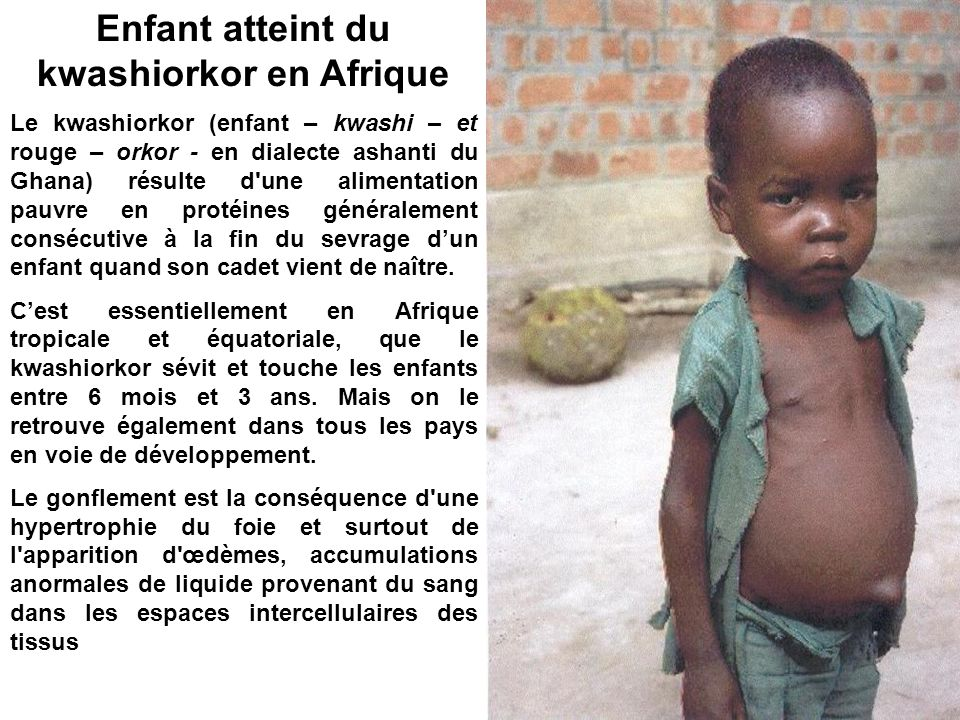 Enfant atteint du
kwashiorkor en Afrique
Le kwashiorkor (enfant – kwashi – et
rouge – orkor - en dialecte ashanti du
Ghana) résulte d'une alimentation
pauvre en protéines généralement
consécutive à la fin du sevrage d’un
enfant quand son cadet vient de naître.
C’est essentiellement en Afrique
tropicale et équatoriale, que le
kwashiorkor sévit et touche les enfants
entre 6 mois et 3 ans. Mais on le
retrouve également dans tous les pays
en voie de développement.
Le gonflement est la conséquence d'une
hypertrophie du foie et surtout de
l'apparition d'œdèmes, accumulations
anormales de liquide provenant du sang
dans les espaces intercellulaires des
tissus